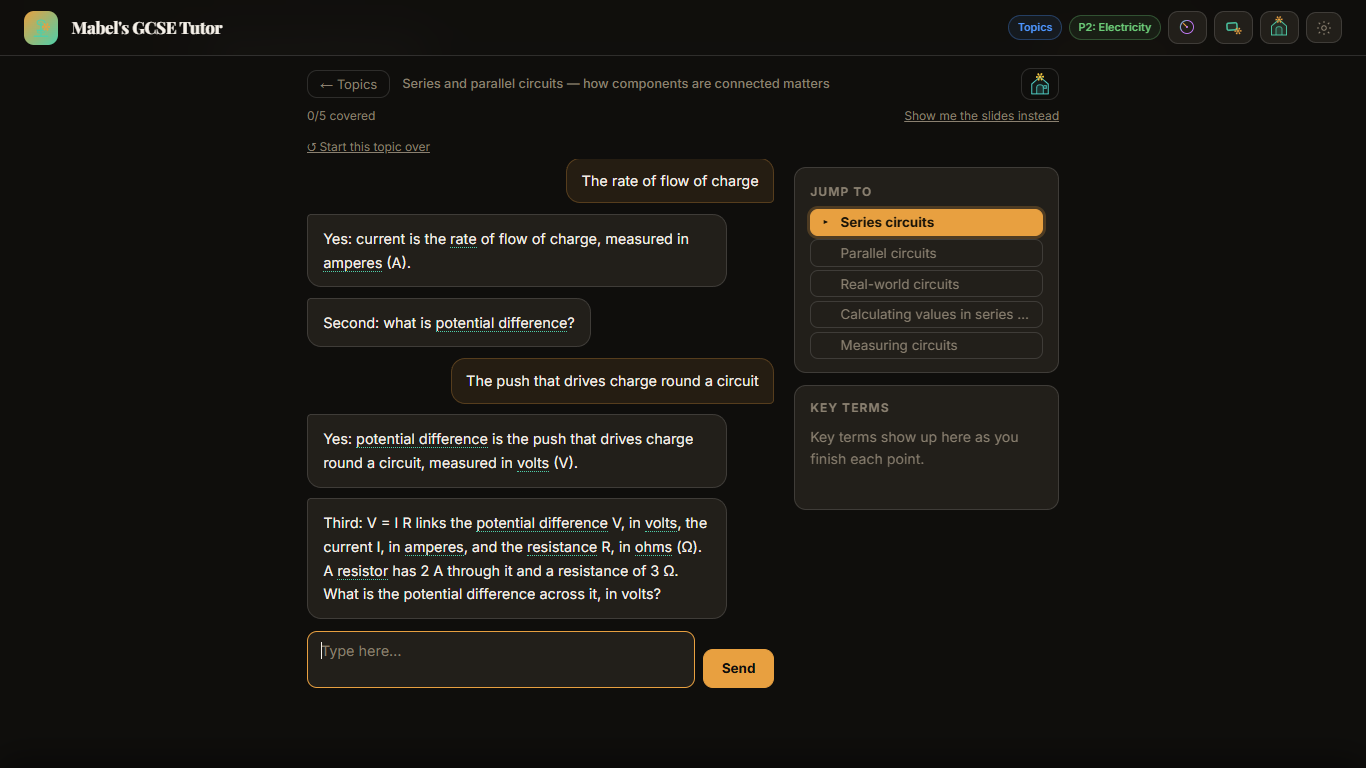 Mabel's GCSE Tutor
Topics
P2: Electricity
← Topics
Series and parallel circuits — how components are connected matters
0/5 covered
Show me the slides instead
↺ Start this topic over
The rate of flow of charge
Yes: current is the rate of flow of charge, measured in
amperes (A).
Second: what is potential difference?
The push that drives charge round a circuit
Yes: potential difference is the push that drives charge
round a circuit, measured in volts (V).
Third: V = I R links the potential difference V, in volts, the
current I, in amperes, and the resistance R, in ohms (Ω).
A resistor has 2 A through it and a resistance of 3 Ω.
What is the potential difference across it, in volts?
Type here...
Send
JUMP TO
▸ Series circuits
Parallel circuits
Real-world circuits
Calculating values in series ...
Measuring circuits
KEY TERMS
Key terms show up here as you
finish each point.